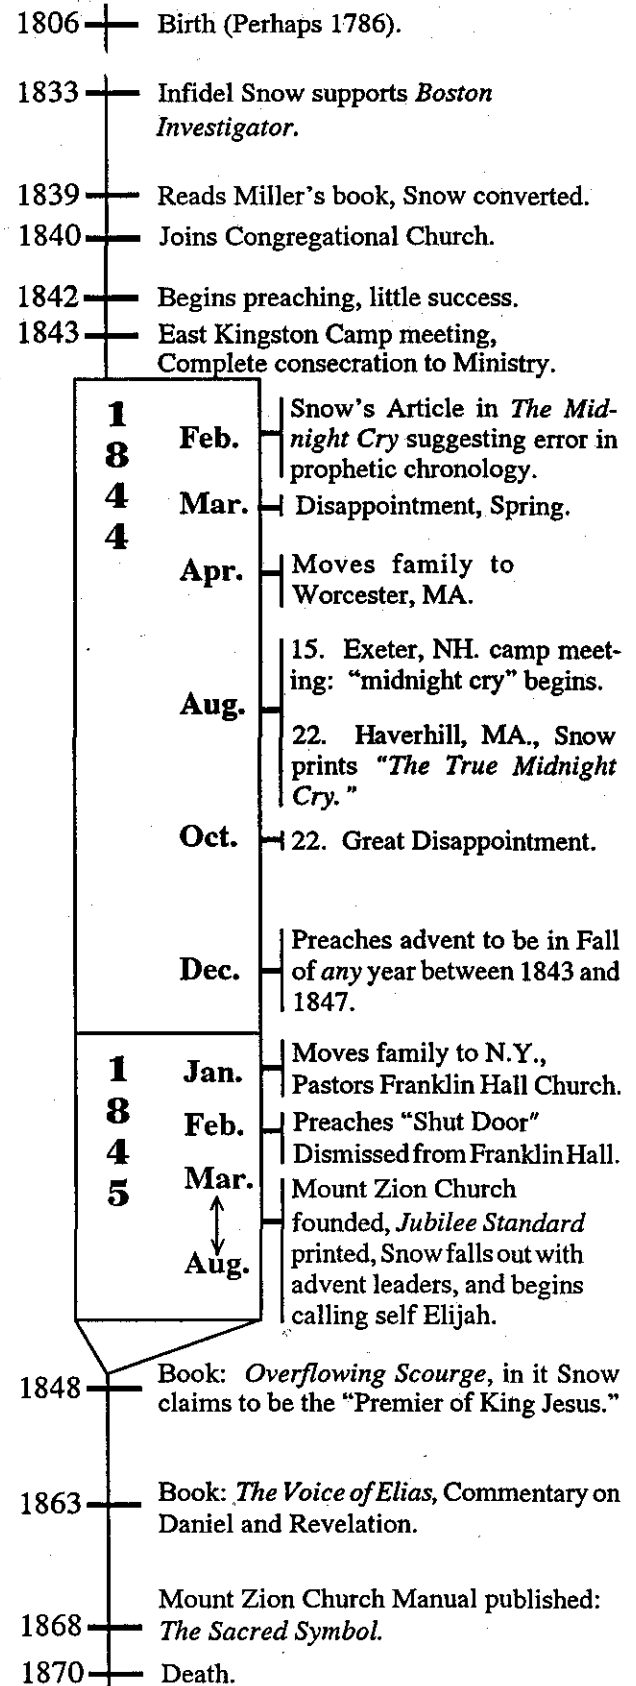 1806 Birth (Perhaps 1786).
1833 Infidel Snow supports Boston
Investigator.
1839 Reads Miller's book, Snow converted.
1840 Joins Congregational Church.
1842 Begins preaching, little success.
1843 East Kingston Camp meeting,
Complete consecration to Ministry.
1844
Feb.
Snow's Article in The Mid-
night Cry suggesting error in
prophetic chronology.
Mar. Disappointment, Spring.
Apr.
Moves family to
Worcester, MA.
Aug.
15. Exeter, NH. camp meet-
ing: "midnight cry" begins.
22. Haverhill, MA., Snow
prints "The True Midnight
Cry."
Oct. 22. Great Disappointment.
Dec.
Preaches advent to be in Fall
of any year between 1843 and
1847.
1845
Jan.
Moves family to N.Y.,
Pastors Franklin Hall Church.
Feb.
Preaches "Shut Door"
Dismissed from Franklin Hall.
Mar.
Aug.
Mount Zion Church
founded, Jubilee Standard
printed, Snow falls out with
advent leaders, and begins
calling self Elijah.
1848 Book: Overflowing Scourge, in it Snow
claims to be the "Premier of King Jesus."
1863 Book: The Voice of Elias, Commentary on
Daniel and Revelation.
Mount Zion Church Manual published:
1868 The Sacred Symbol.
1870 Death.